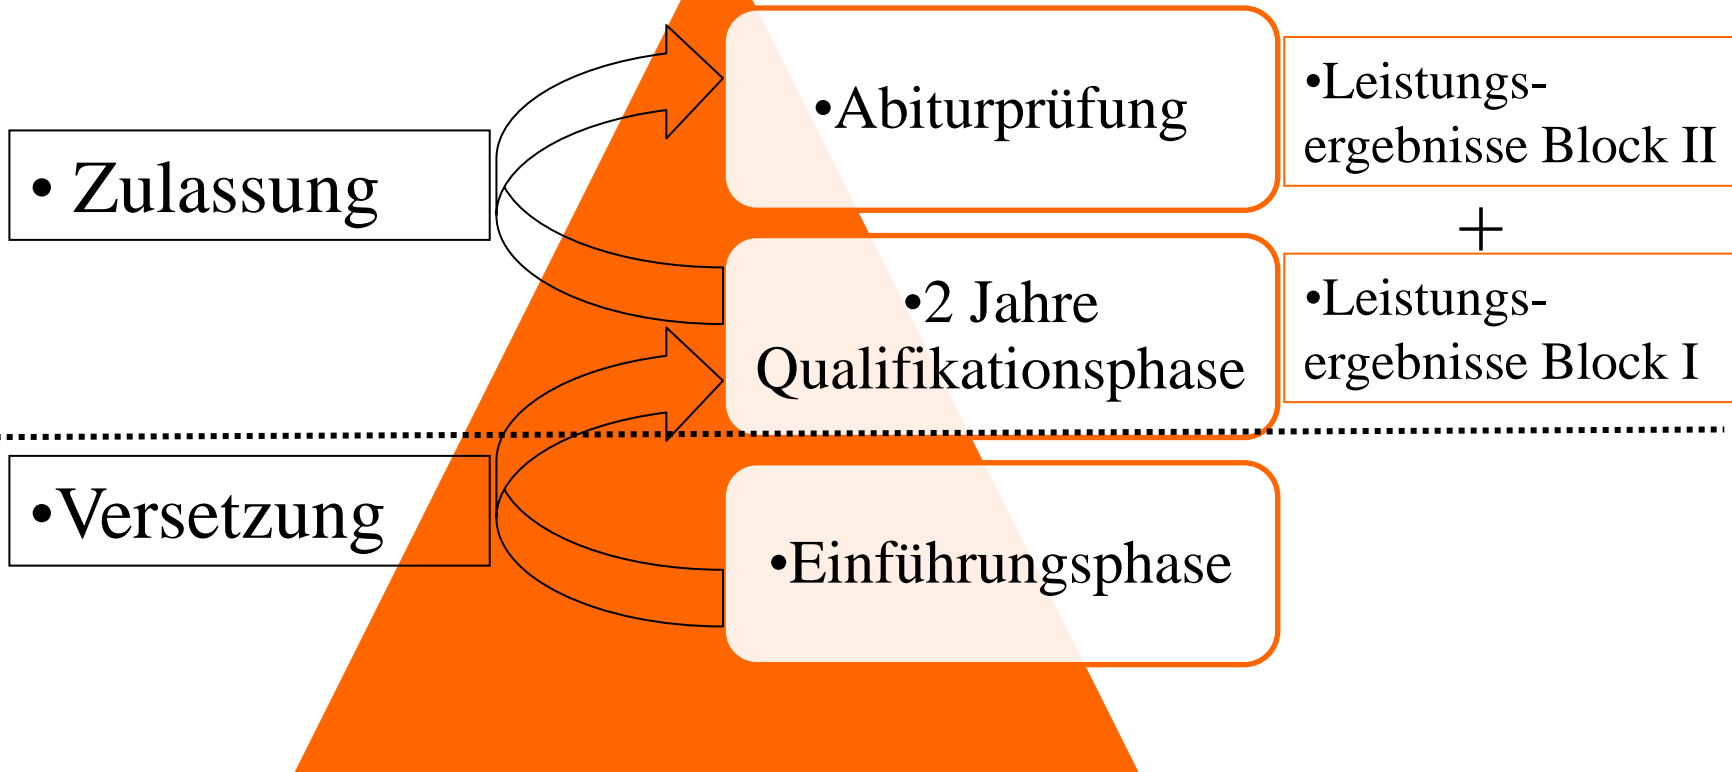 •Abiturprüfung
•Leistungs-
ergebnisse Block II
• Zulassung
+
•2 Jahre
Qualifikationsphase
•Leistungs-
ergebnisse Block I
•Versetzung
•Einführungsphase